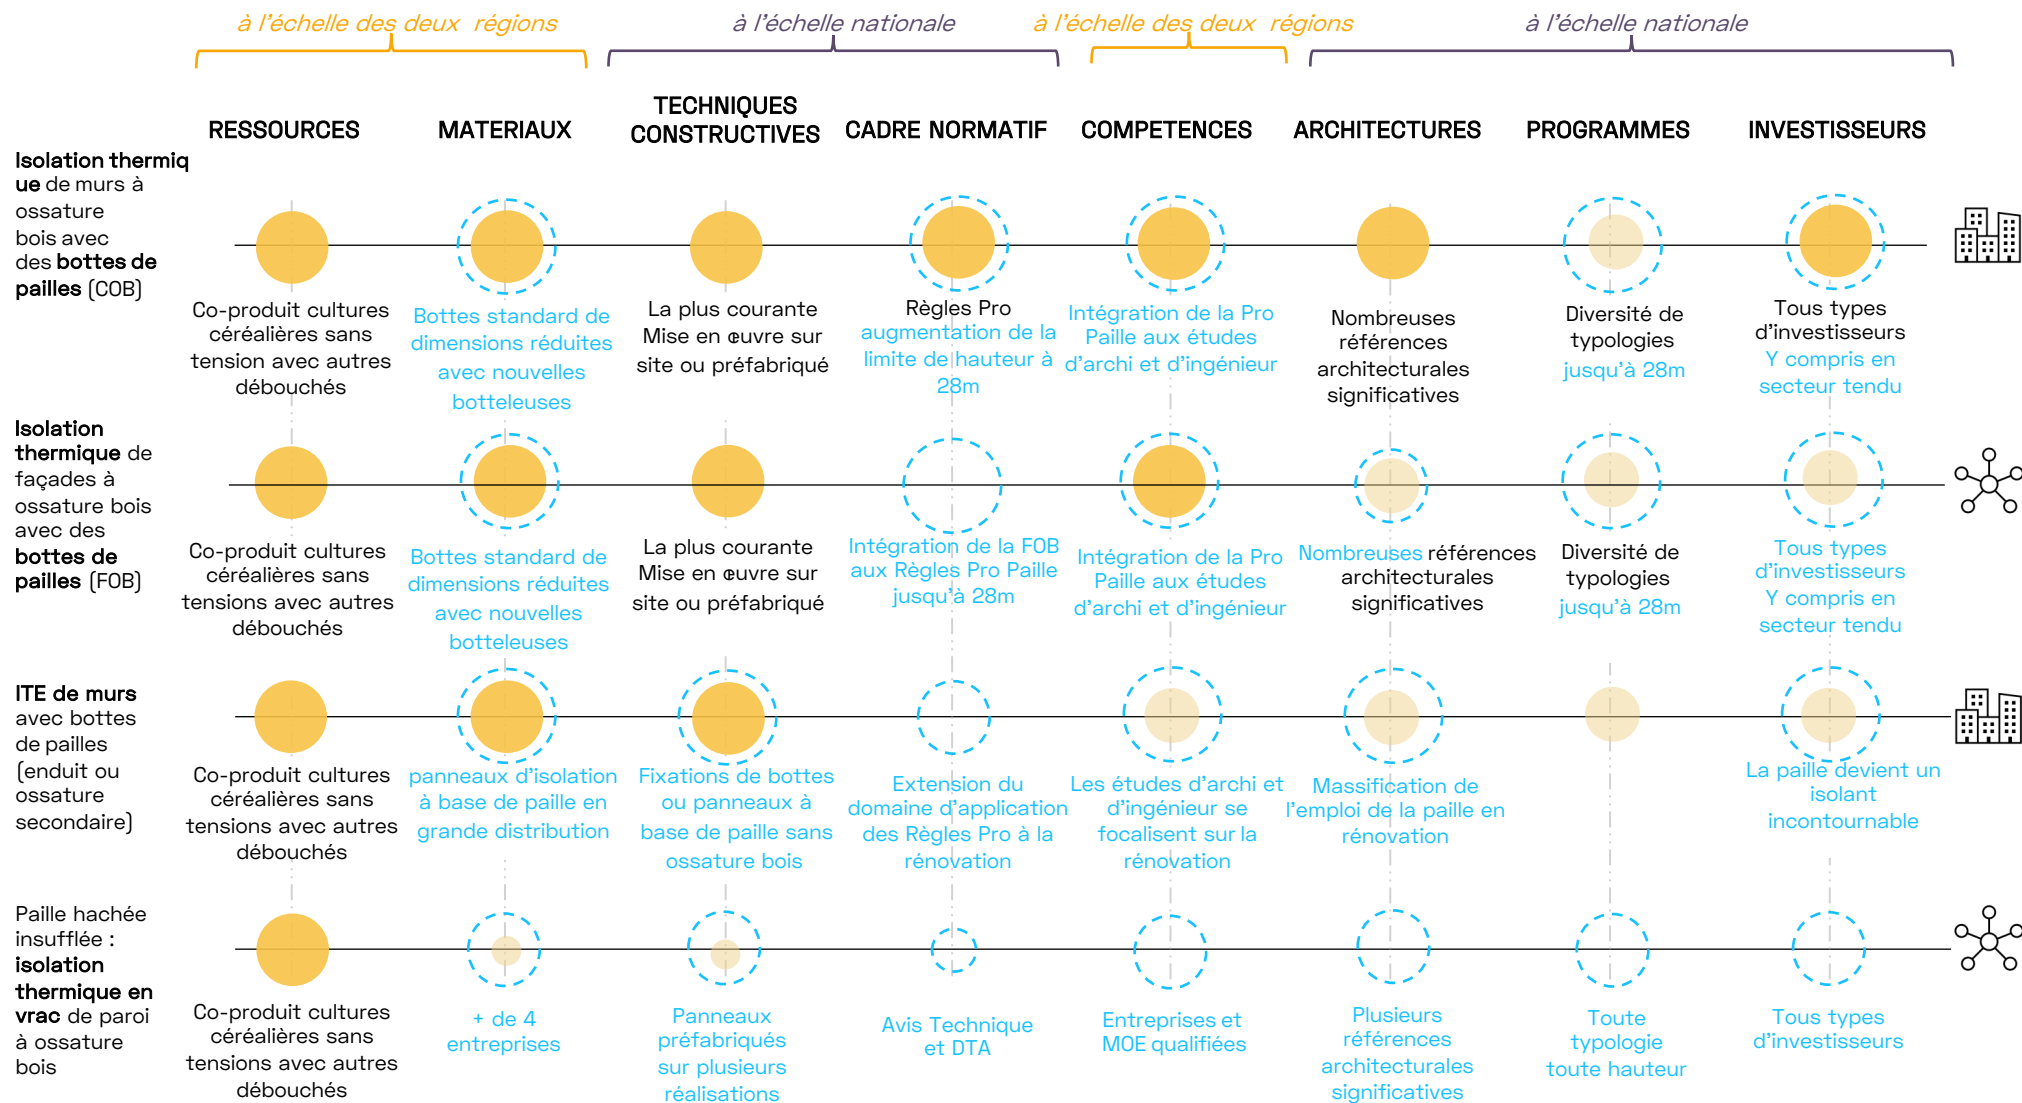 à l'échelle des deux  régions
à l'échelle nationale
à l'échelle des deux  régions
à l'échelle nationale
RESSOURCES
MATERIAUX
TECHNIQUES
CONSTRUCTIVES
CADRE NORMATIF
COMPETENCES
ARCHITECTURES
PROGRAMMES
INVESTISSEURS
Isolation thermiq
ue de murs à
ossature
bois avec
des bottes de
pailles (COB)
Co-produit cultures
céréalières sans
tension avec autres
débouchés
Bottes standard de
dimensions réduites
avec nouvelles
botteleuses
La plus courante
Mise en œuvre sur
site ou préfabriqué
Règles Pro
augmentation de la
limite de hauteur à
28m
Intégration de la Pro
Paille aux études
d'archi et d'ingénieur
Nombreuses
références
architecturales
significatives
Diversité de
typologies
jusqu'à 28m
Tous types
d'investisseurs
Y compris en
secteur tendu
Isolation
thermique de
façades à
ossature bois
avec des
bottes de
pailles (FOB)
Co-produit cultures
céréalières sans
tensions avec autres
débouchés
Bottes standard de
dimensions réduites
avec nouvelles
botteleuses
La plus courante
Mise en œuvre sur
site ou préfabriqué
Intégration de la FOB
aux Règles Pro Paille
jusqu'à 28m
Intégration de la Pro
Paille aux études
d'archi et d'ingénieur
Nombreuses références
architecturales
significatives
Diversité de
typologies
jusqu'à 28m
Tous types
d'investisseurs
Y compris en
secteur tendu
ITE de murs
avec bottes
de pailles
(enduit ou
ossature
secondaire)
Co-produit cultures
céréalières sans
tensions avec autres
débouchés
panneaux d'isolation
à base de paille en
grande distribution
Fixations de bottes
ou panneaux à
base de paille sans
ossature bois
Extension du
domaine d'application
des Règles Pro à la
rénovation
Les études d'archi et
d'ingénieur se
focalisent sur la
rénovation
Massification de
l'emploi de la paille en
rénovation
La paille devient un
isolant
incontournable
Paille hachée
insufflée :
isolation
thermique en
vrac de paroi
à ossature
bois
Co-produit cultures
céréalières sans
tensions avec autres
débouchés
+ de 4
entreprises
Panneaux
préfabriqués
sur plusieurs
réalisations
Avis Technique
et DTA
Entreprises et
MOE qualifiées
Plusieurs
références
architecturales
significatives
Toute
typologie
toute hauteur
Tous types
d'investisseurs